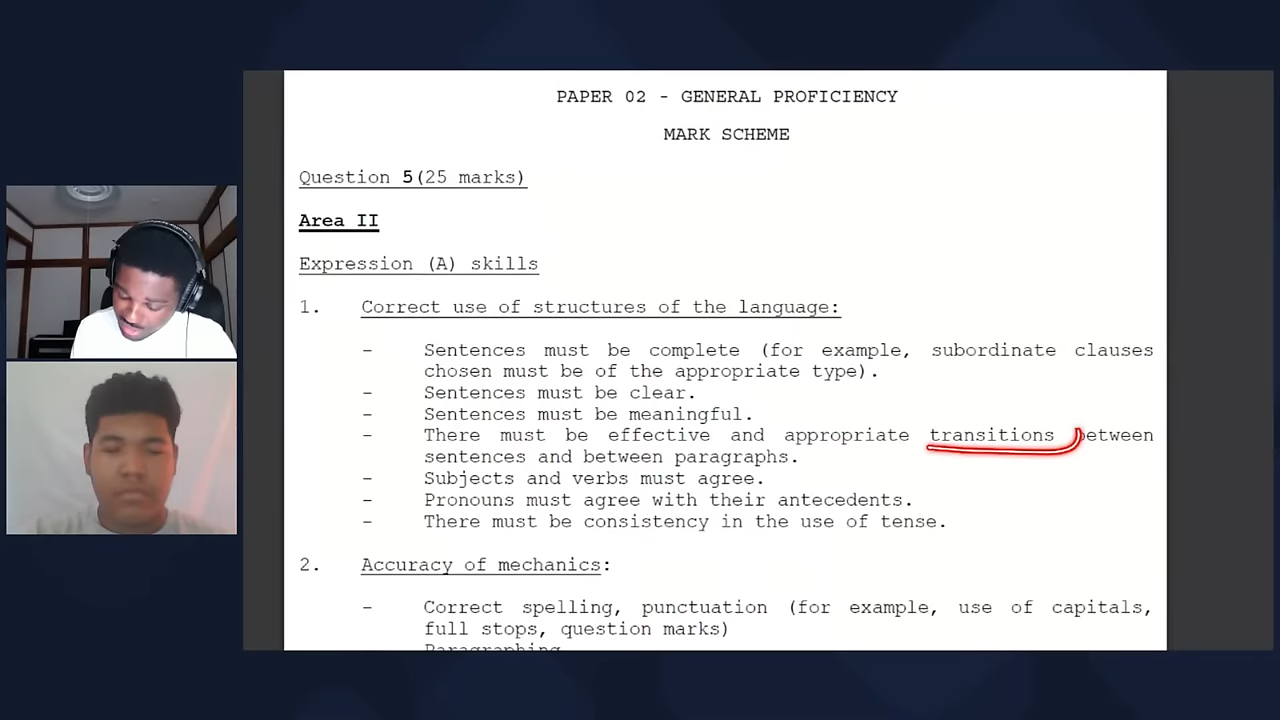 PAPER 02 - GENERAL PROFICIENCY
MARK SCHEME
Question 5(25 marks)
Area II
Expression (A) skills
1. Correct use of structures of the language:
- Sentences must be complete (for example, subordinate clauses
chosen must be of the appropriate type).
- Sentences must be clear.
- Sentences must be meaningful.
- There must be effective and appropriate transitions between
sentences and between paragraphs.
- Subjects and verbs must agree.
- Pronouns must agree with their antecedents.
- There must be consistency in the use of tense.
2. Accuracy of mechanics:
- Correct spelling, punctuation (for example, use of capitals,
full stops, question marks)
Paragraphing